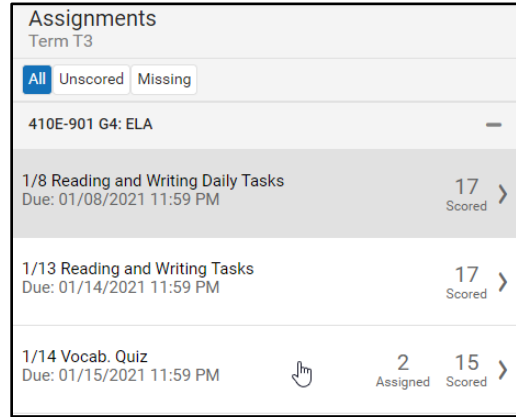 Assignments
Term T3
All Unscored Missing
410E-901 G4: ELA
1/8 Reading and Writing Daily Tasks
Due: 01/08/2021 11:59 PM
17
Scored
1/13 Reading and Writing Tasks
Due: 01/14/2021 11:59 PM
17
Scored
1/14 Vocab. Quiz
Due: 01/15/2021 11:59 PM
2 15
Assigned Scored